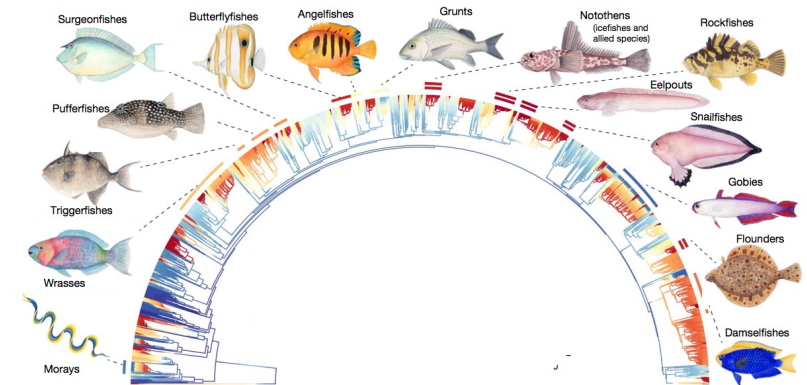 Surgeonfishes
Butterflyfishes
Angelfishes
Grunts
Notothens
(icefishes and
allied species)
Rockfishes
Pufferfishes
Eelpouts
Snailfishes
Triggerfishes
Gobies
Wrasses
Flounders
Morays
Damselfishes